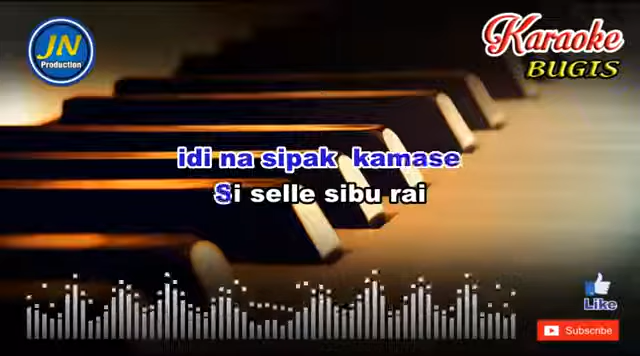 JN
Production
Karaoke
BUGIS
idi na sipak kamase
Si selle sibu rai
Like
Subscribe